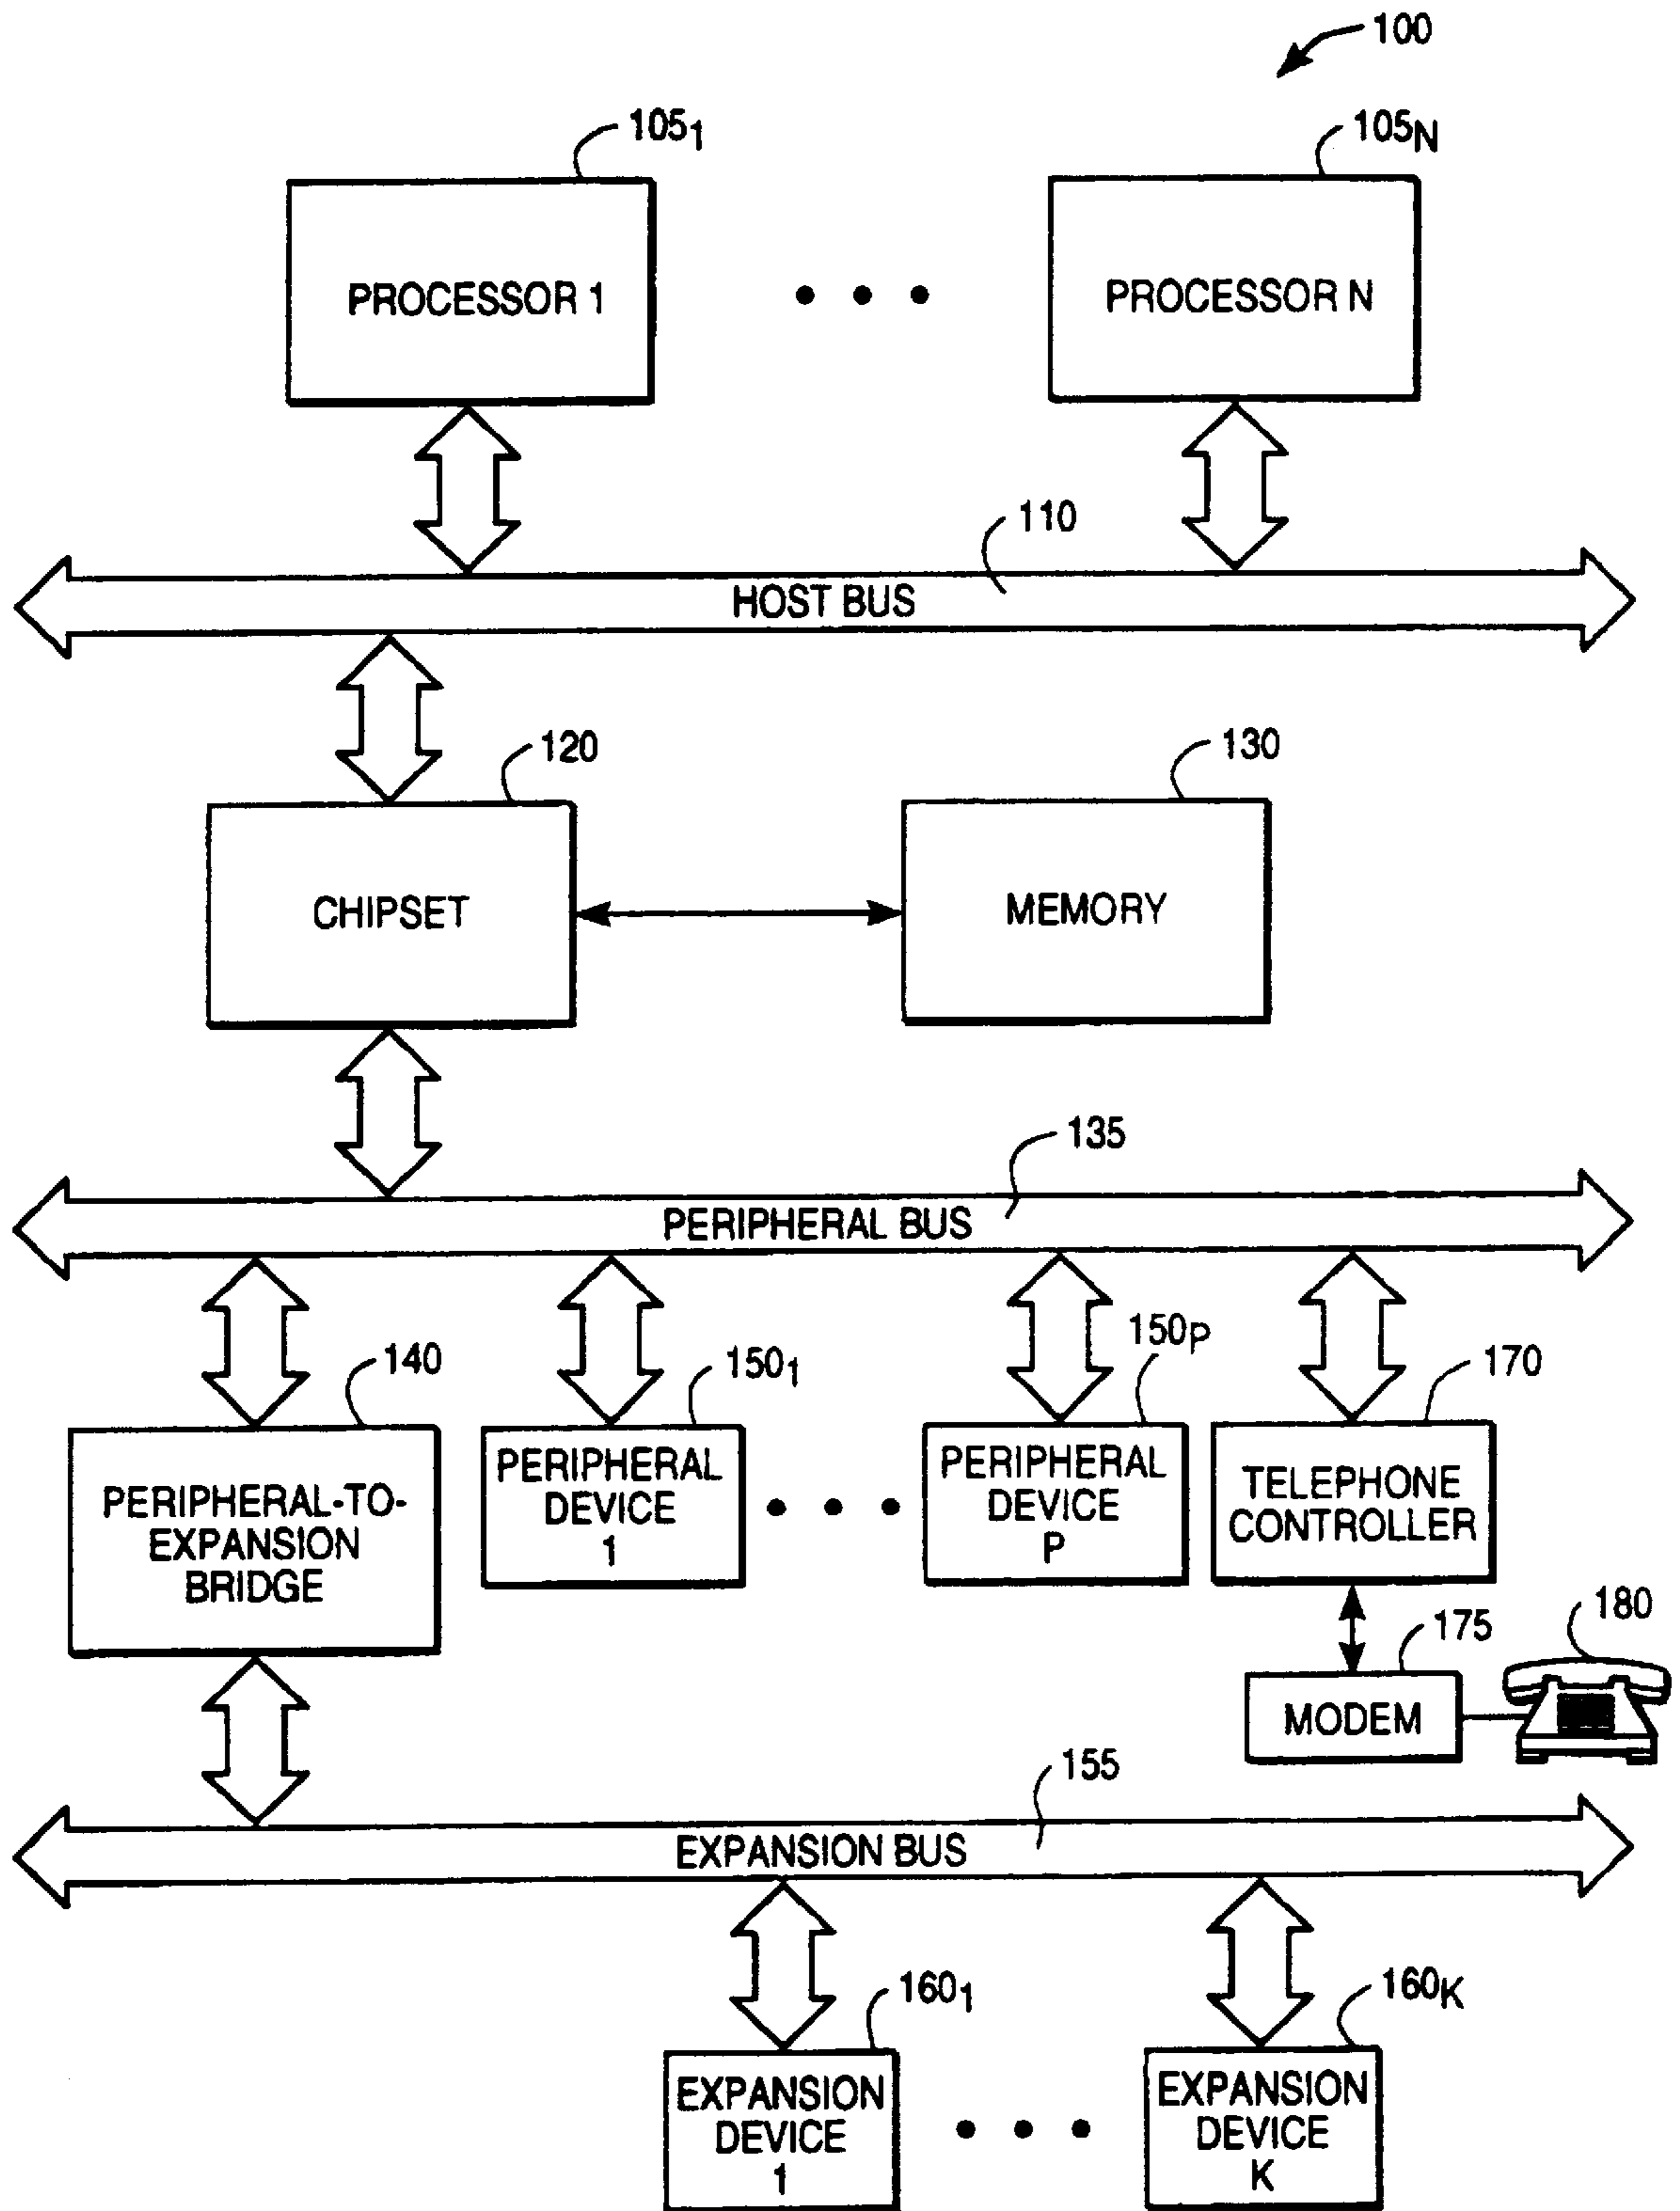 100
105₁
105N
PROCESSOR 1
PROCESSOR N
110
HOST BUS
120
130
CHIPSET
MEMORY
135
PERIPHERAL BUS
140
150₁
150P
170
PERIPHERAL-TO-
EXPANSION
BRIDGE
PERIPHERAL
DEVICE
1
PERIPHERAL
DEVICE
P
TELEPHONE
CONTROLLER
175
180
MODEM
155
EXPANSION BUS
160₁
160K
EXPANSION
DEVICE
1
EXPANSION
DEVICE
K